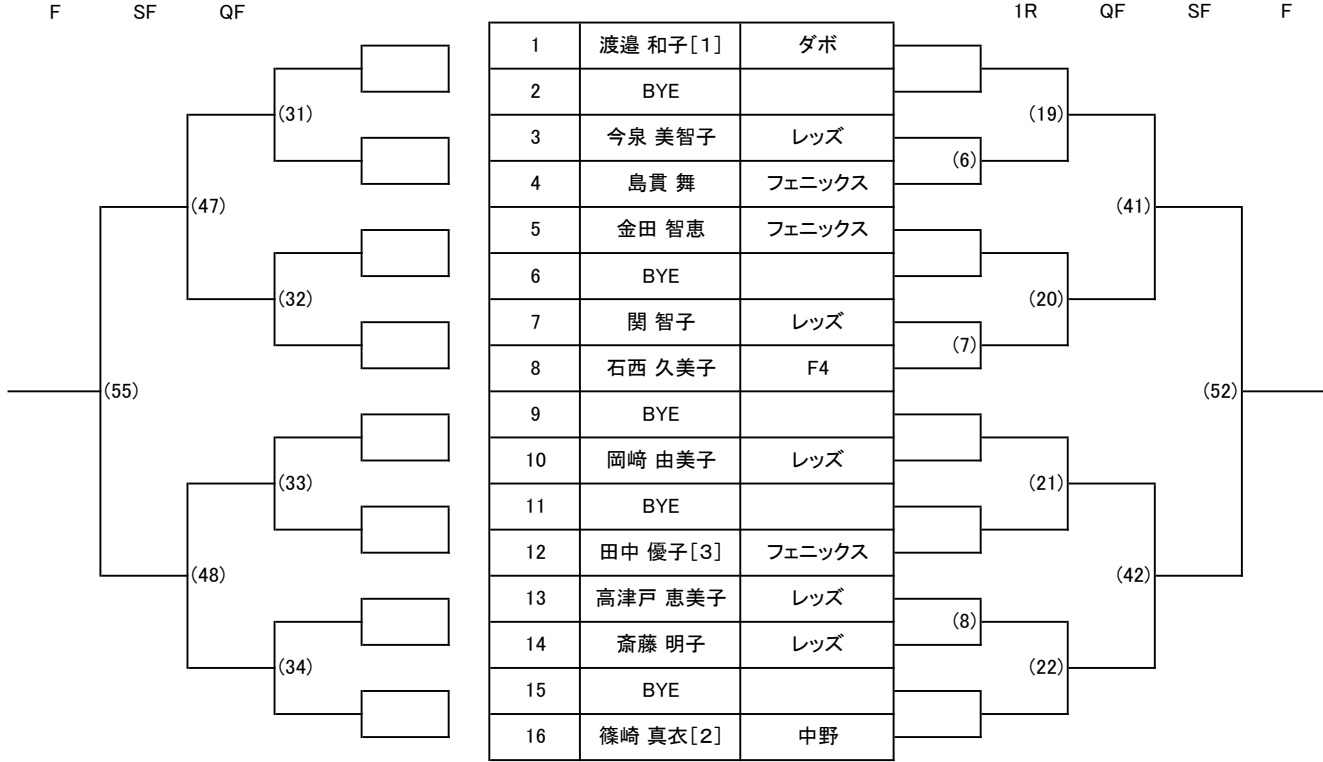 F SF QF 1R QF SF F
1 渡邉 和子[1] ダボ
2 BYE
(31) (19)
3 今泉 美智子 レッズ
(6)
4 島貫 舞 フェニックス
(47) (41)
5 金田 智恵 フェニックス
6 BYE
(32) (20)
7 関 智子 レッズ
(7)
8 石西 久美子 F4
(55) (52)
9 BYE
10 岡﨑 由美子 レッズ
(33) (21)
11 BYE
12 田中 優子[3] フェニックス
(48) (42)
13 高津戸 恵美子 レッズ
(8)
14 斎藤 明子 レッズ
(34) (22)
15 BYE
16 篠崎 真衣[2] 中野